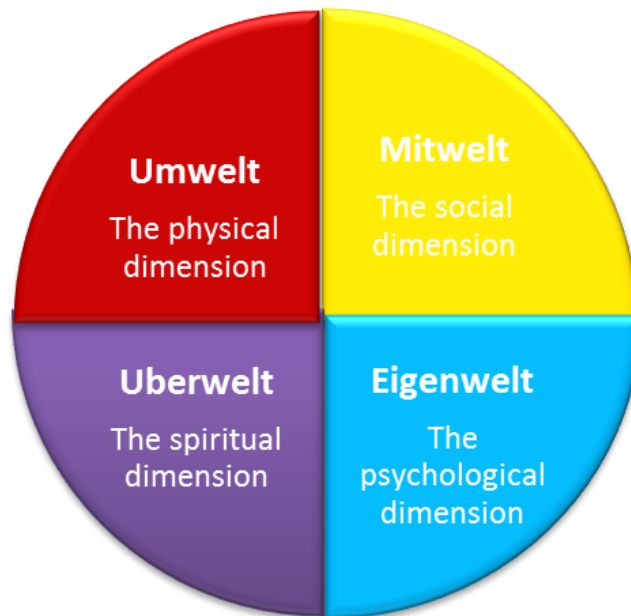 Umwelt
The physical
dimension
Mitwelt
The social
dimension
Uberwelt
The spiritual
dimension
Eigenwelt
The
psychological
dimension